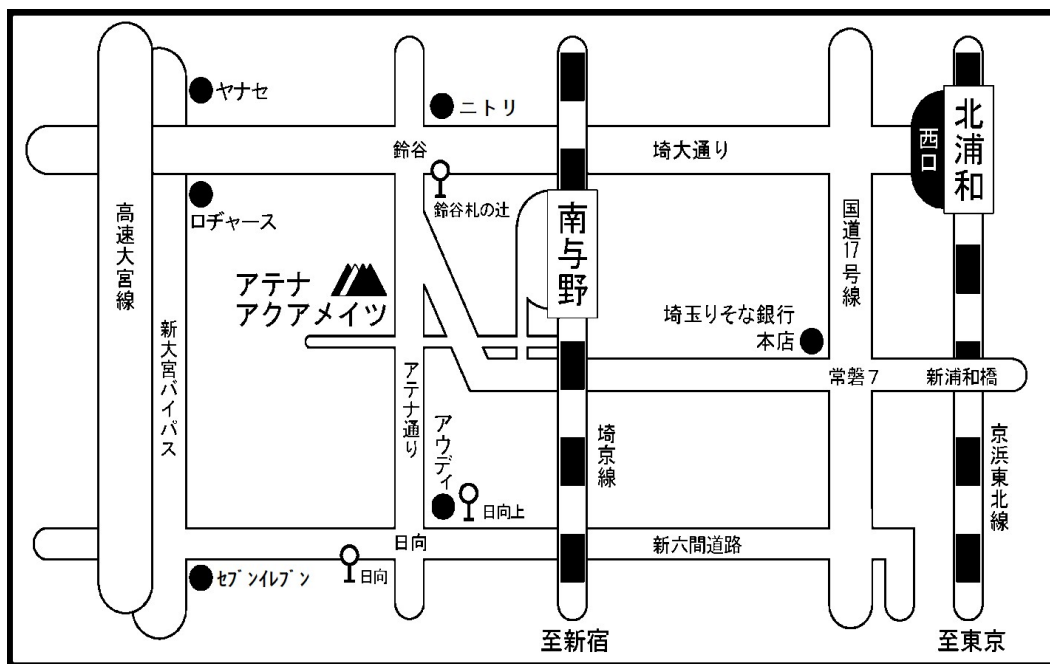 ヤナセ
ニトリ
鈴谷
埼大通り
西口
北浦和
鈴谷札の辻
ロヂャース
高速大宮線
南与野
国道17号線
アテナ
アクアメイツ
埼玉りそな銀行
本店
新大宮バイパス
アテナ通り
常磐7
新浦和橋
アウディ
埼京線
京浜東北線
日向上
日向
新六間道路
セブンイレブン
日向
至新宿
至東京